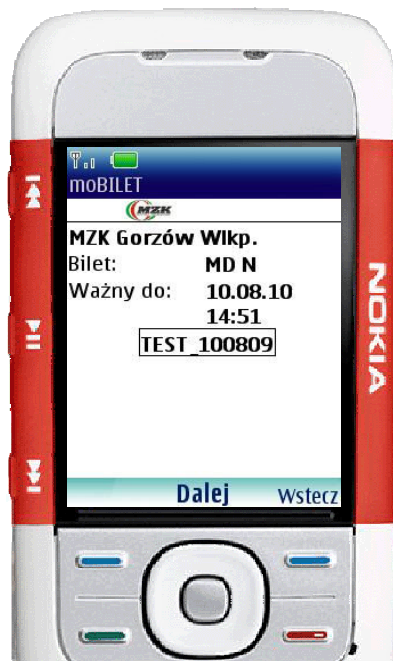 moBILET
MZK
MZK Gorzów Wlkp.
Bilet: MD N
Ważny do: 10.08.10
14:51
TEST_100809
Dalej Wstecz
NOKIA